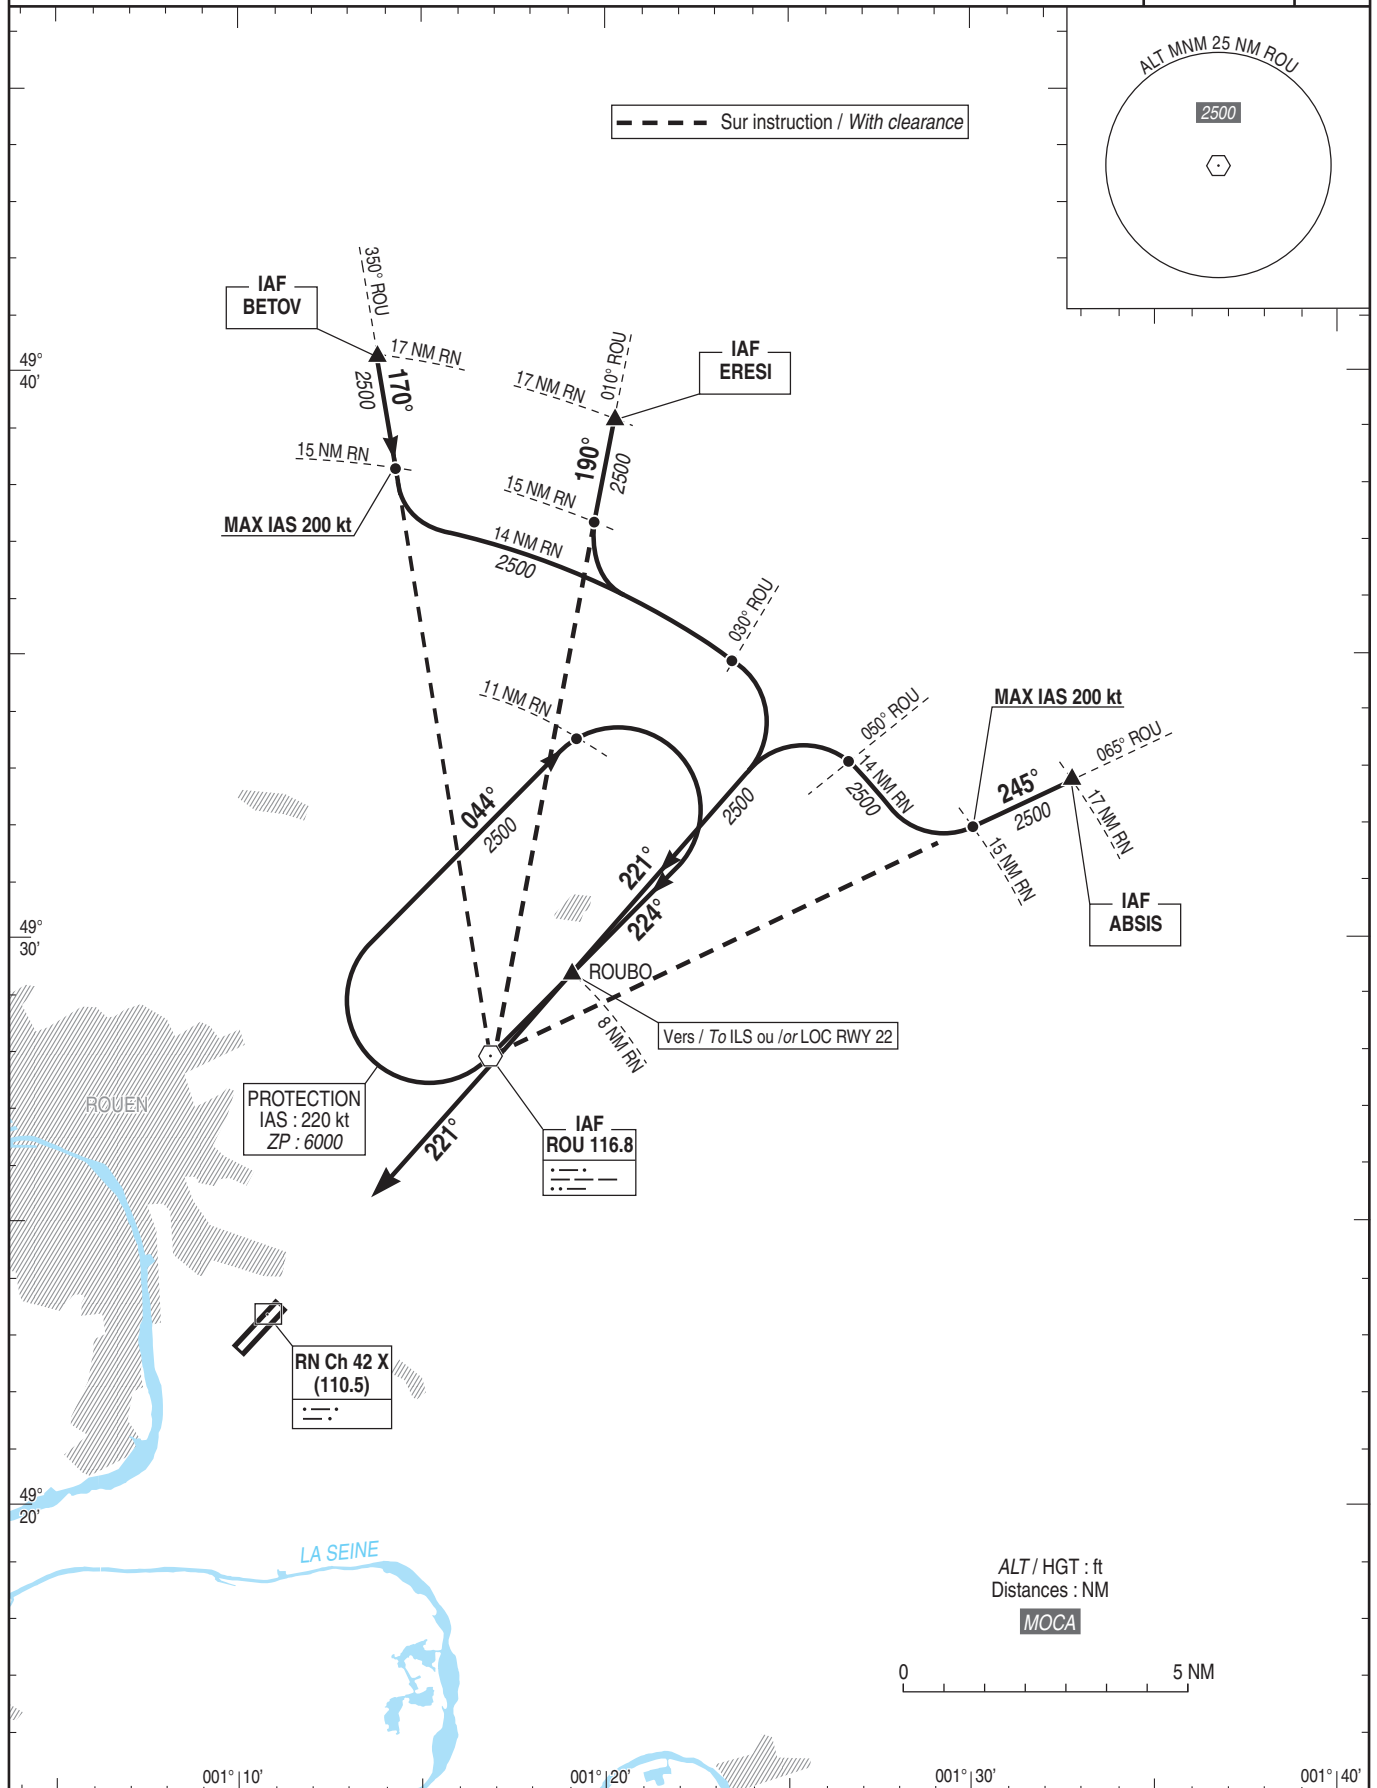 ALT MNM 25 NM ROU
2500
Sur instruction / With clearance
350° ROU
IAF
BETOV
17 NM RN
49°
40'
170°
2500
010° ROU
17 NM RN
IAF
ERESI
15 NM RN
190°
2500
15 NM RN
MAX IAS 200 kt
14 NM RN
2500
030° ROU
11 NM RN
050° ROU
MAX IAS 200 kt
065° ROU
14 NM RN
2500
245°
2500
17 NM RN
15 NM RN
044°
2500
2500
221°
224°
IAF
ABSIS
49°
30'
ROUBO
8 NM RN
Vers / To ILS ou /or LOC RWY 22
ROUEN
PROTECTION
IAS : 220 kt
ZP : 6000
221°
IAF
ROU 116.8
RN Ch 42 X
(110.5)
49°
20'
LA SEINE
ALT / HGT : ft
Distances : NM
MOCA
0 5 NM
001° 10' 001° 20' 001° 30' 001° 40'